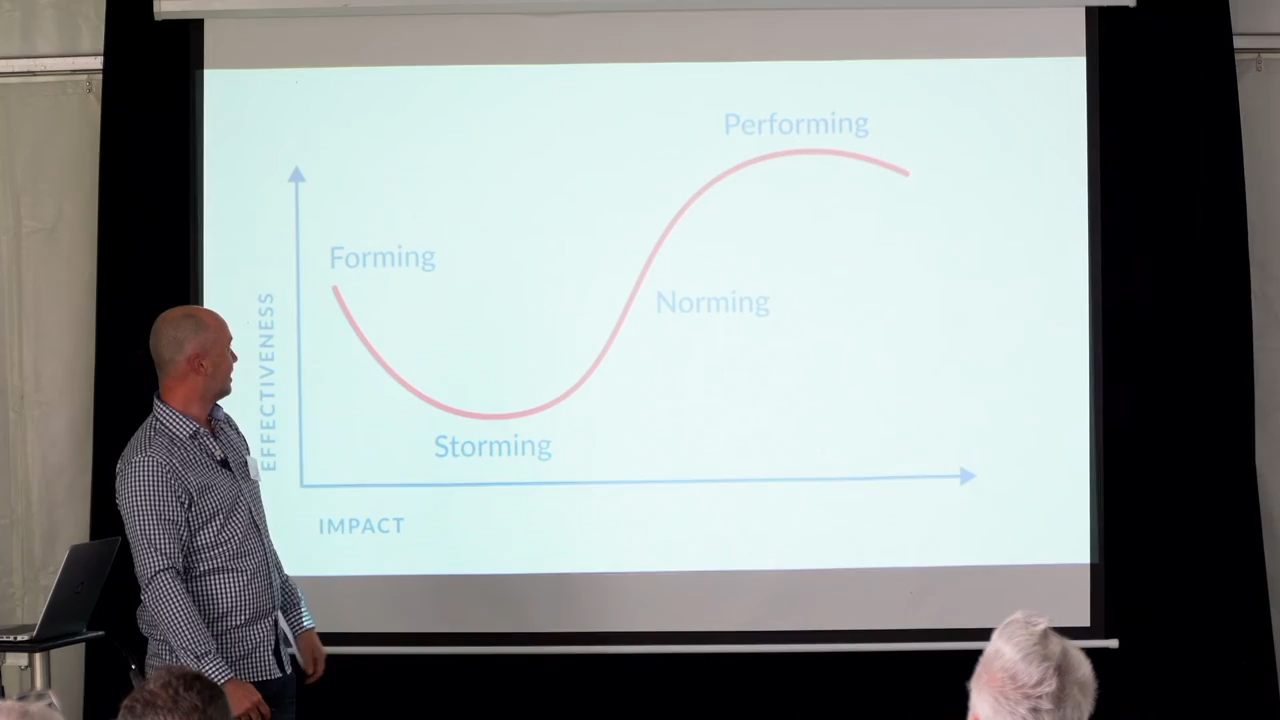 Performing
Forming
Norming
Storming
EFFECTIVENESS
IMPACT